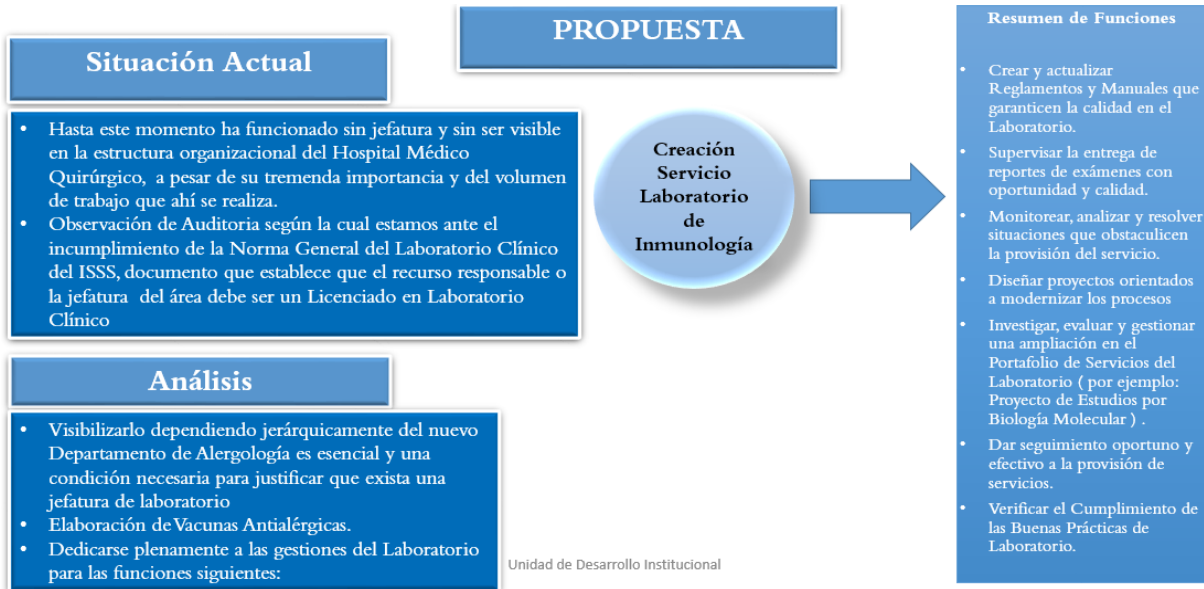 PROPUESTA
Situación Actual
• Hasta este momento ha funcionado sin jefatura y sin ser visible
en la estructura organizacional del Hospital Médico
Quirúrgico, a pesar de su tremenda importancia y del volumen
de trabajo que ahí se realiza.
• Observación de Auditoria según la cual estamos ante el
incumplimiento de la Norma General del Laboratorio Clínico
del ISSS, documento que establece que el recurso responsable o
la jefatura del área debe ser un Licenciado en Laboratorio
Clínico
Análisis
• Visibilizarlo dependiendo jerárquicamente del nuevo
Departamento de Alergología es esencial y una
condición necesaria para justificar que exista una
jefatura de laboratorio
• Elaboración de Vacunas Antialérgicas.
• Dedicarse plenamente a las gestiones del Laboratorio
para las funciones siguientes:
Creación
Servicio
Laboratorio
de
Inmunología
Resumen de Funciones
• Crear y actualizar
Reglamentos y Manuales que
garanticen la calidad en el
Laboratorio.
• Supervisar la entrega de
reportes de exámenes con
oportunidad y calidad.
• Monitorear, analizar y resolver
situaciones que obstaculicen
la provisión del servicio.
• Diseñar proyectos orientados
a modernizar los procesos
• Investigar, evaluar y gestionar
una ampliación en el
Portafolio de Servicios del
Laboratorio ( por ejemplo:
Proyecto de Estudios por
Biología Molecular ) .
• Dar seguimiento oportuno y
efectivo a la provisión de
servicios.
• Verificar el Cumplimiento de
las Buenas Prácticas de
Laboratorio.
Unidad de Desarrollo Institucional